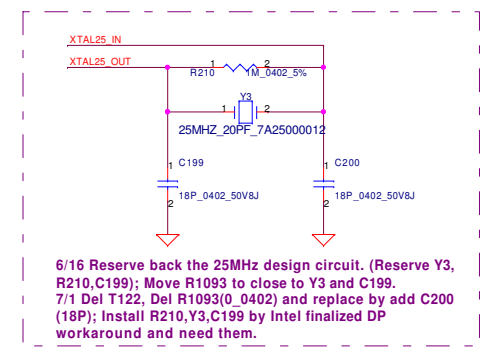 XTAL25_IN
XTAL25_OUT
1 2
R210 1M_0402_5%
Y3
1 2
25MHZ_20PF_7A25000012
1 C199
1 C200
18P_0402_50V8J
18P_0402_50V8J
2
2
6/16 Reserve back the 25MHz design circuit. (Reserve Y3,
R210,C199); Move R1093 to close to Y3 and C199.
7/1 Del T122, Del R1093(0_0402) and replace by add C200
(18P); Install R210,Y3,C199 by Intel finalized DP
workaround and need them.